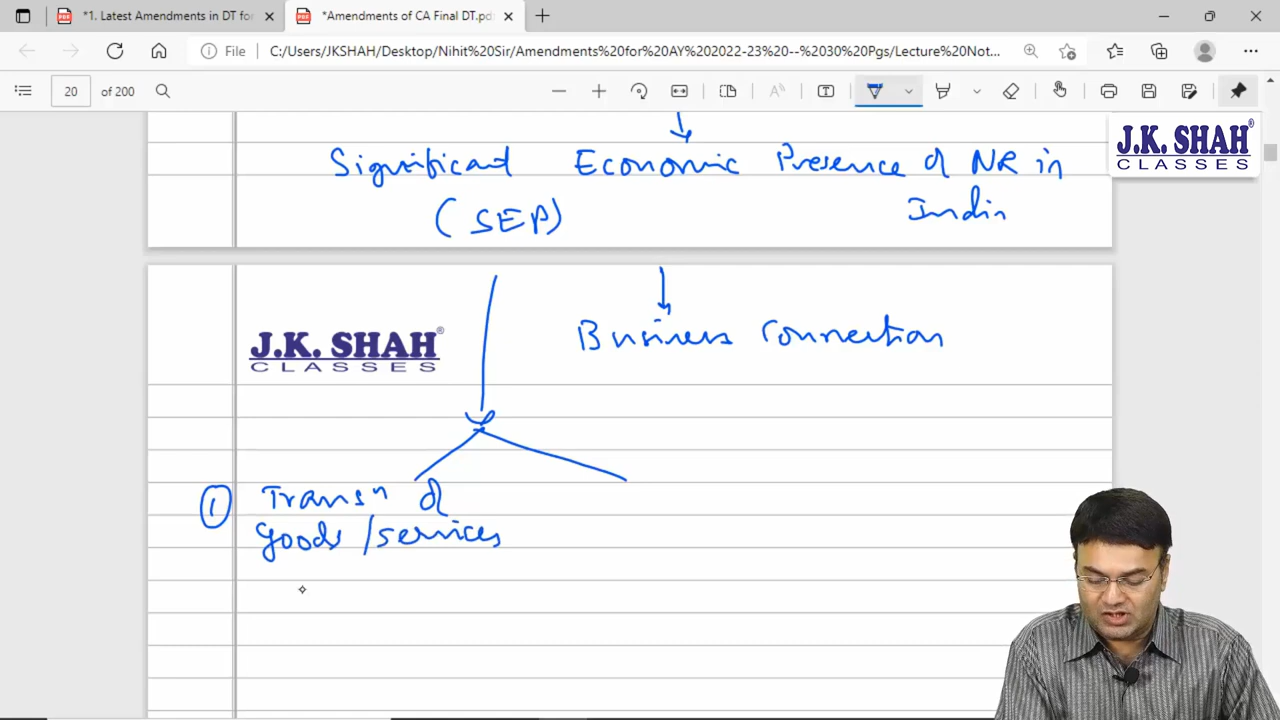 *1. Latest Amendments in DT for
*Amendments of CA Final DT.pd
File
C:/Users/JKSHAH/Desktop/Nihit%20Sir/Amendments%20for%20AY%202022-23%20--%2030%20Pgs/Lecture%20Not...
20 of 200
Significant Economic Presence of NR in
India
(SEP)
J.K. SHAH®
CLASSES
J.K. SHAH®
CLASSES
Business Connection
① Transⁿ of
goods/services